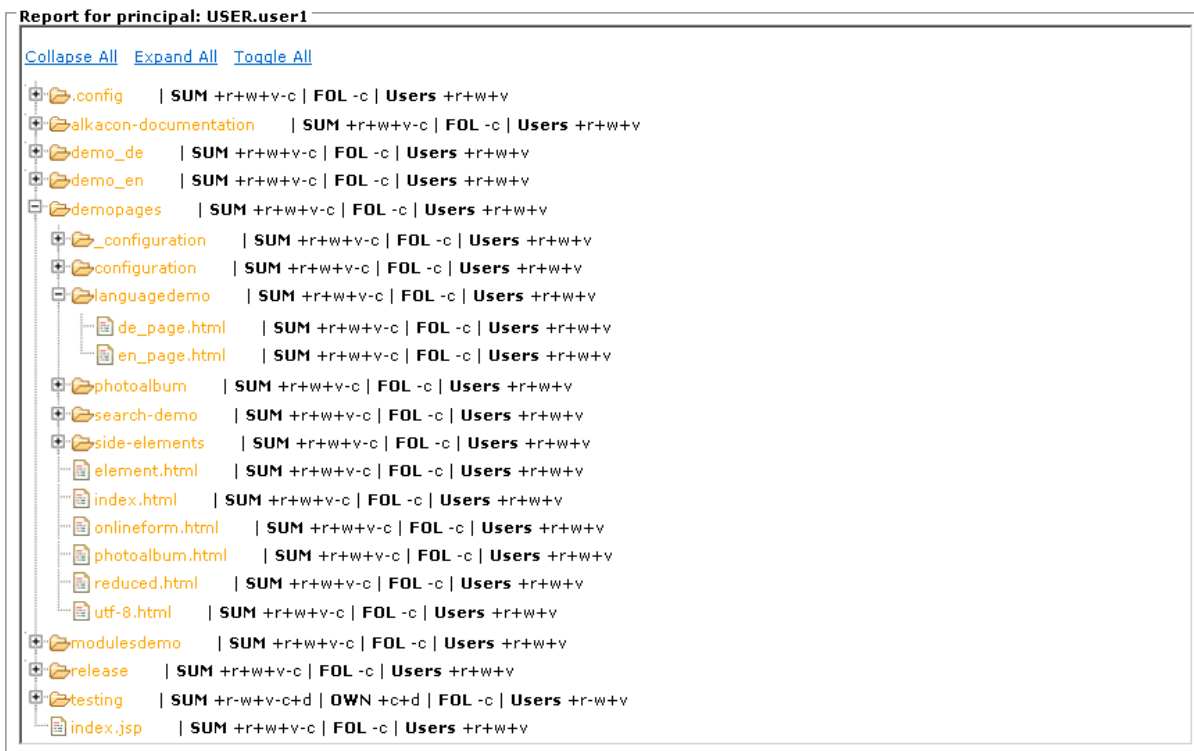 Report for principal: USER.user1
Collapse All Expand All Toggle All
.config | SUM +r+w+v-c | FOL -c | Users +r+w+v
alkacon-documentation | SUM +r+w+v-c | FOL -c | Users +r+w+v
demo_de | SUM +r+w+v-c | FOL -c | Users +r+w+v
demo_en | SUM +r+w+v-c | FOL -c | Users +r+w+v
demopages | SUM +r+w+v-c | FOL -c | Users +r+w+v
_configuration | SUM +r+w+v-c | FOL -c | Users +r+w+v
configuration | SUM +r+w+v-c | FOL -c | Users +r+w+v
languagedemo | SUM +r+w+v-c | FOL -c | Users +r+w+v
de_page.html | SUM +r+w+v-c | FOL -c | Users +r+w+v
en_page.html | SUM +r+w+v-c | FOL -c | Users +r+w+v
photoalbum | SUM +r+w+v-c | FOL -c | Users +r+w+v
search-demo | SUM +r+w+v-c | FOL -c | Users +r+w+v
side-elements | SUM +r+w+v-c | FOL -c | Users +r+w+v
element.html | SUM +r+w+v-c | FOL -c | Users +r+w+v
index.html | SUM +r+w+v-c | FOL -c | Users +r+w+v
onlineform.html | SUM +r+w+v-c | FOL -c | Users +r+w+v
photoalbum.html | SUM +r+w+v-c | FOL -c | Users +r+w+v
reduced.html | SUM +r+w+v-c | FOL -c | Users +r+w+v
utf-8.html | SUM +r+w+v-c | FOL -c | Users +r+w+v
modulesdemo | SUM +r+w+v-c | FOL -c | Users +r+w+v
release | SUM +r+w+v-c | FOL -c | Users +r+w+v
testing | SUM +r-w+v-c+d | OWN +c+d | FOL -c | Users +r-w+v
index.jsp | SUM +r+w+v-c | FOL -c | Users +r+w+v